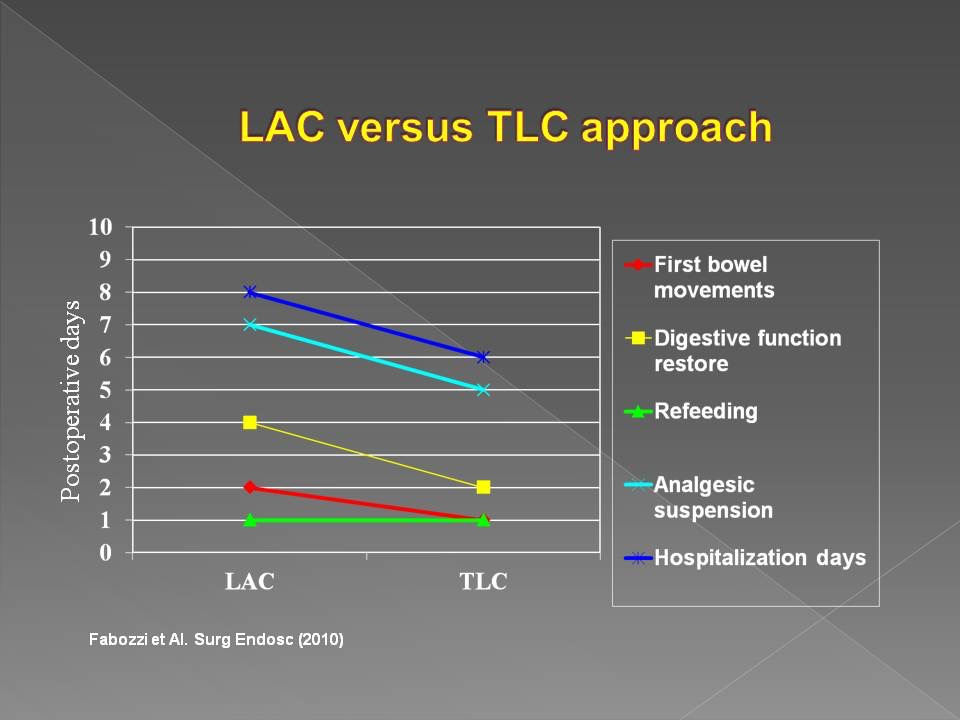 LAC versus TLC approach
10
9
8
7
6
5
4
3
2
1
0
Postoperative days
LAC
TLC
First bowel
movements
Digestive function
restore
Refeeding
Analgesic
suspension
Hospitalization days
Fabozzi et Al. Surg Endosc (2010)